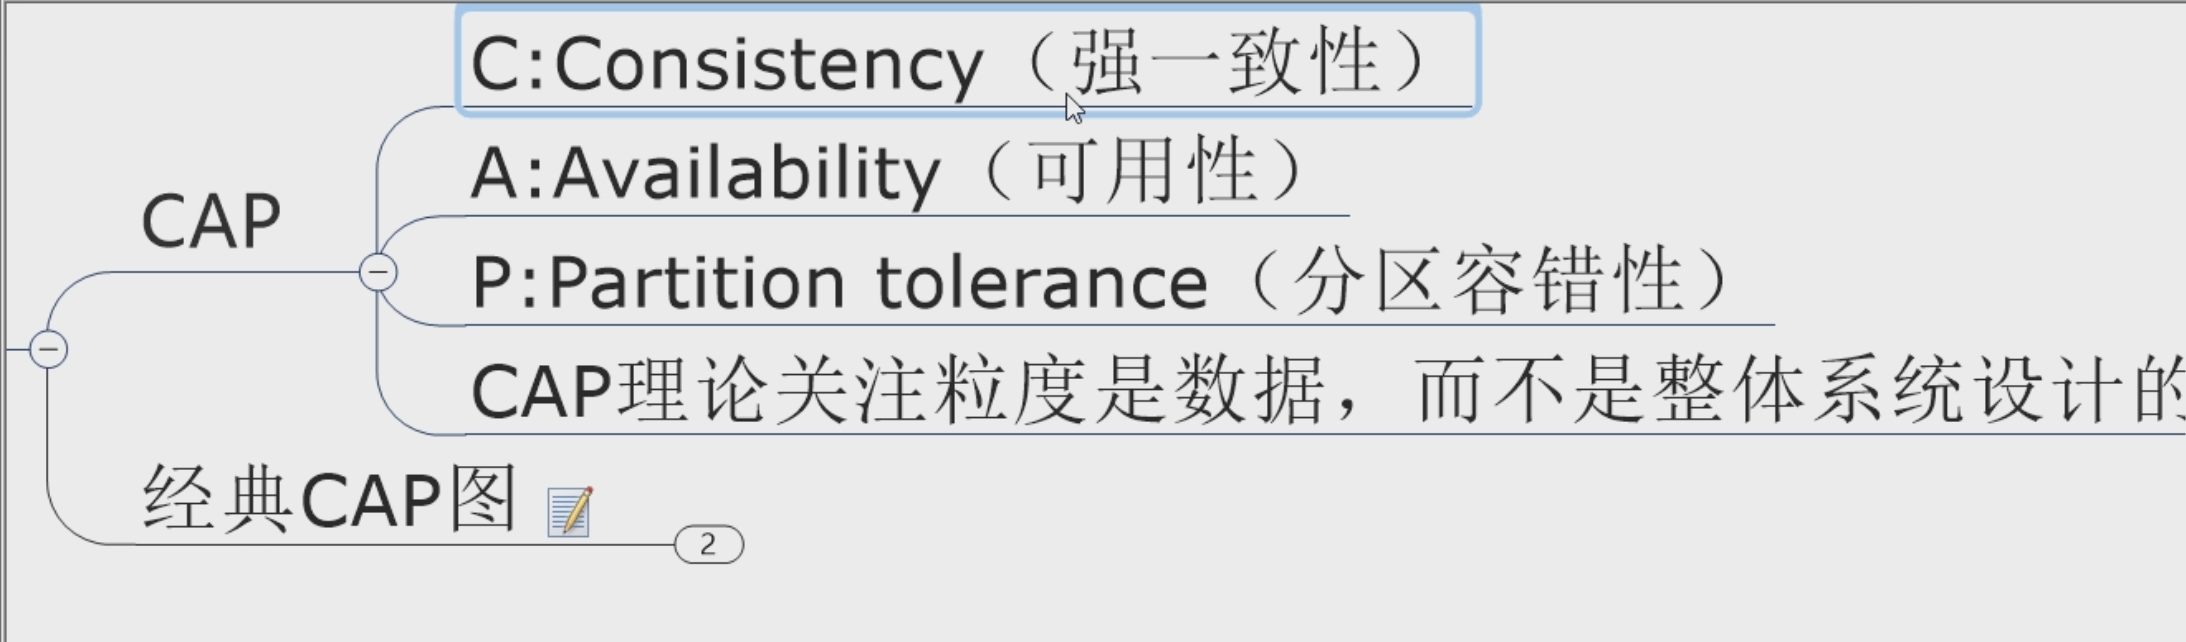 C:Consistency（强一致性）
A:Availability（可用性）
CAP
P:Partition tolerance（分区容错性）
CAP理论关注粒度是数据，而不是整体系统设计的
经典CAP图
2